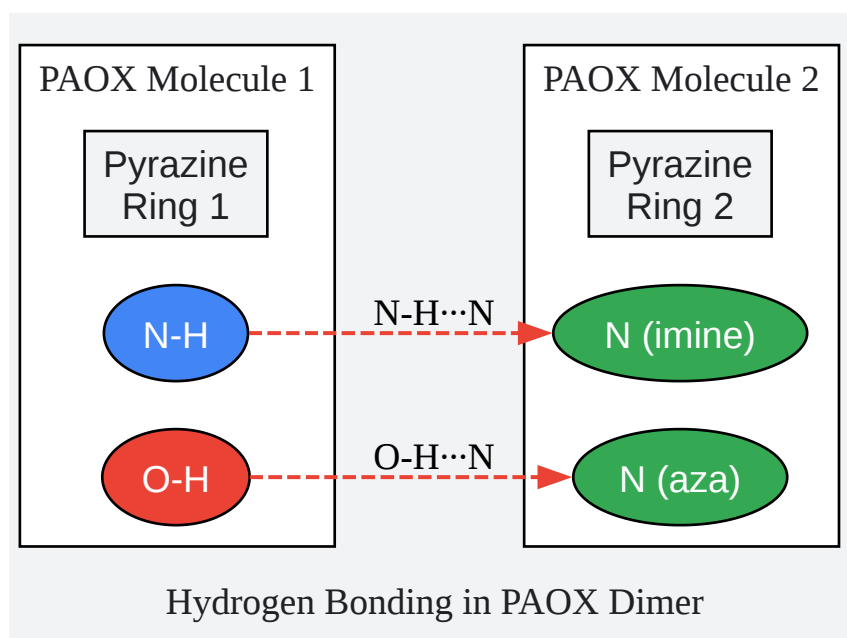 PAOX Molecule 1
PAOX Molecule 2
Pyrazine
Ring 1
Pyrazine
Ring 2
N-H
N-H···N
N (imine)
O-H
O-H···N
N (aza)
Hydrogen Bonding in PAOX Dimer